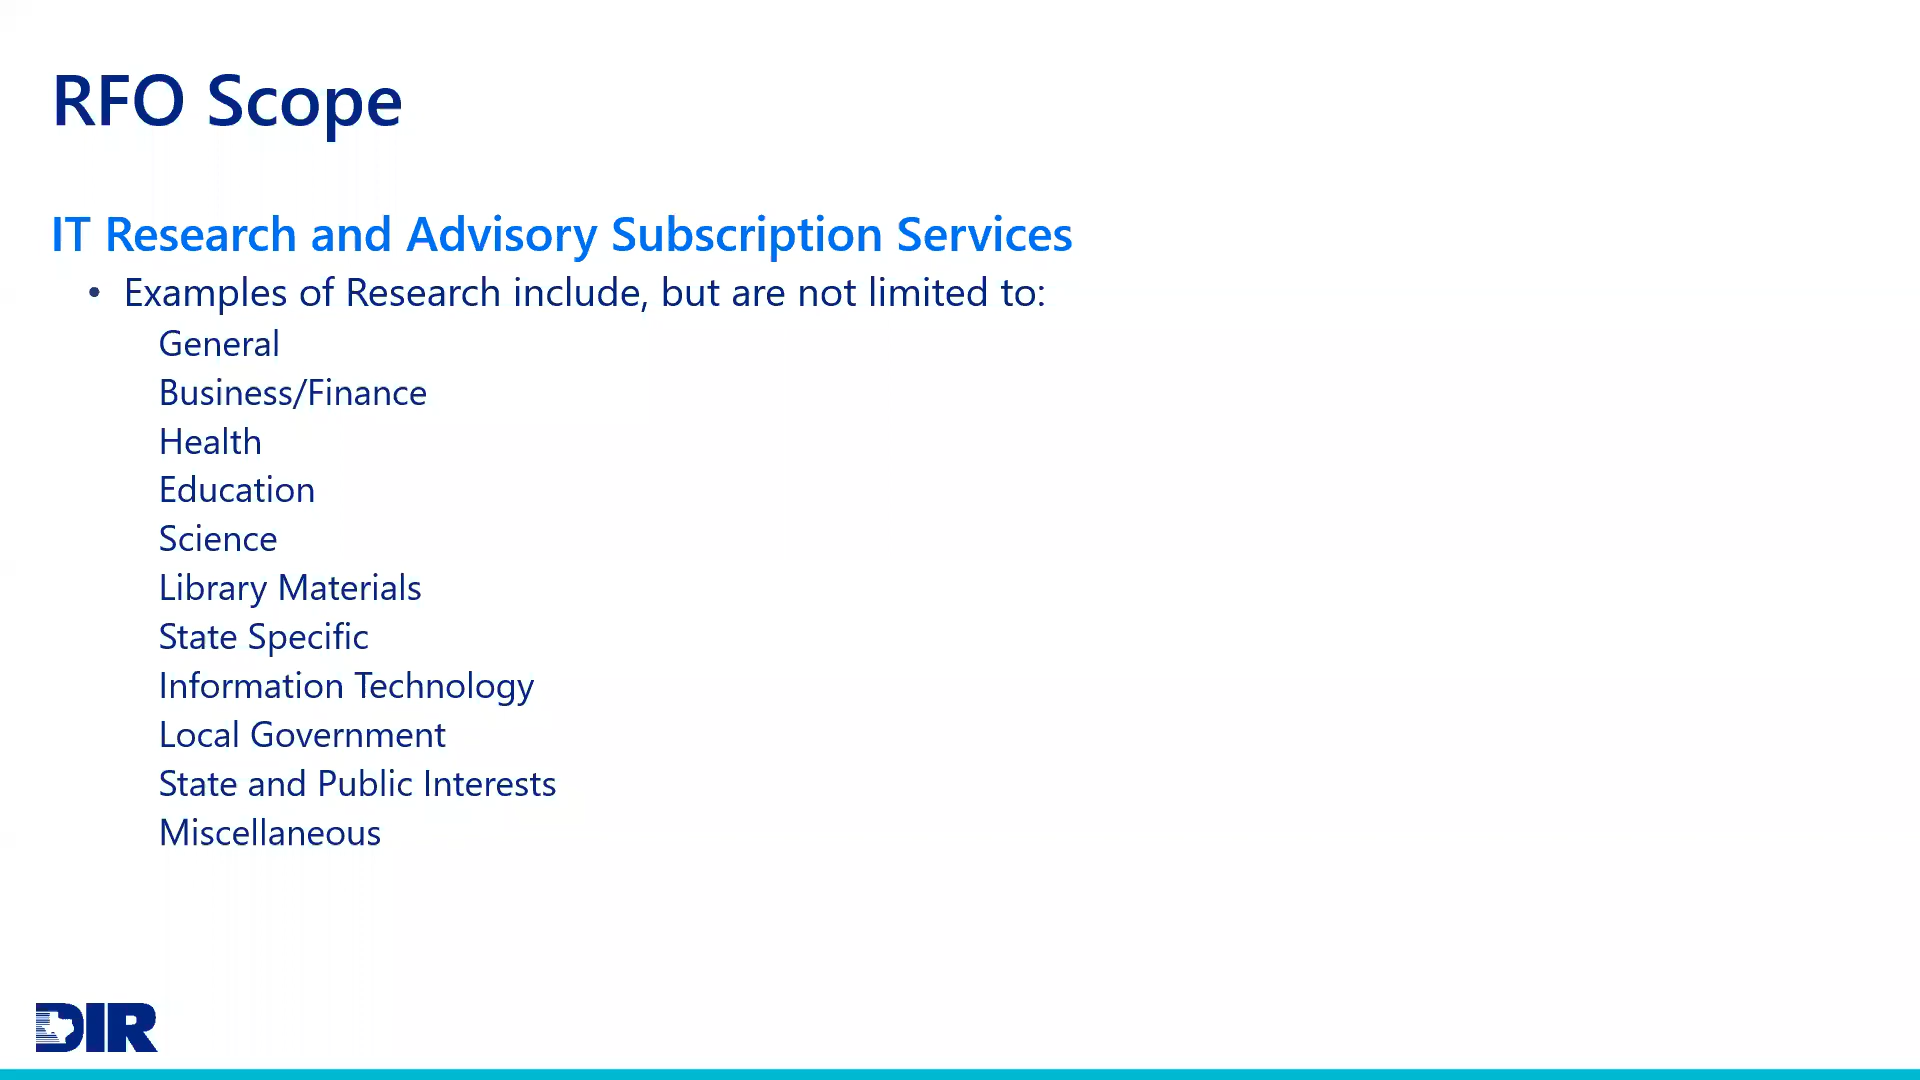 RFO Scope
IT Research and Advisory Subscription Services
• Examples of Research include, but are not limited to:
General
Business/Finance
Health
Education
Science
Library Materials
State Specific
Information Technology
Local Government
State and Public Interests
Miscellaneous
DIR